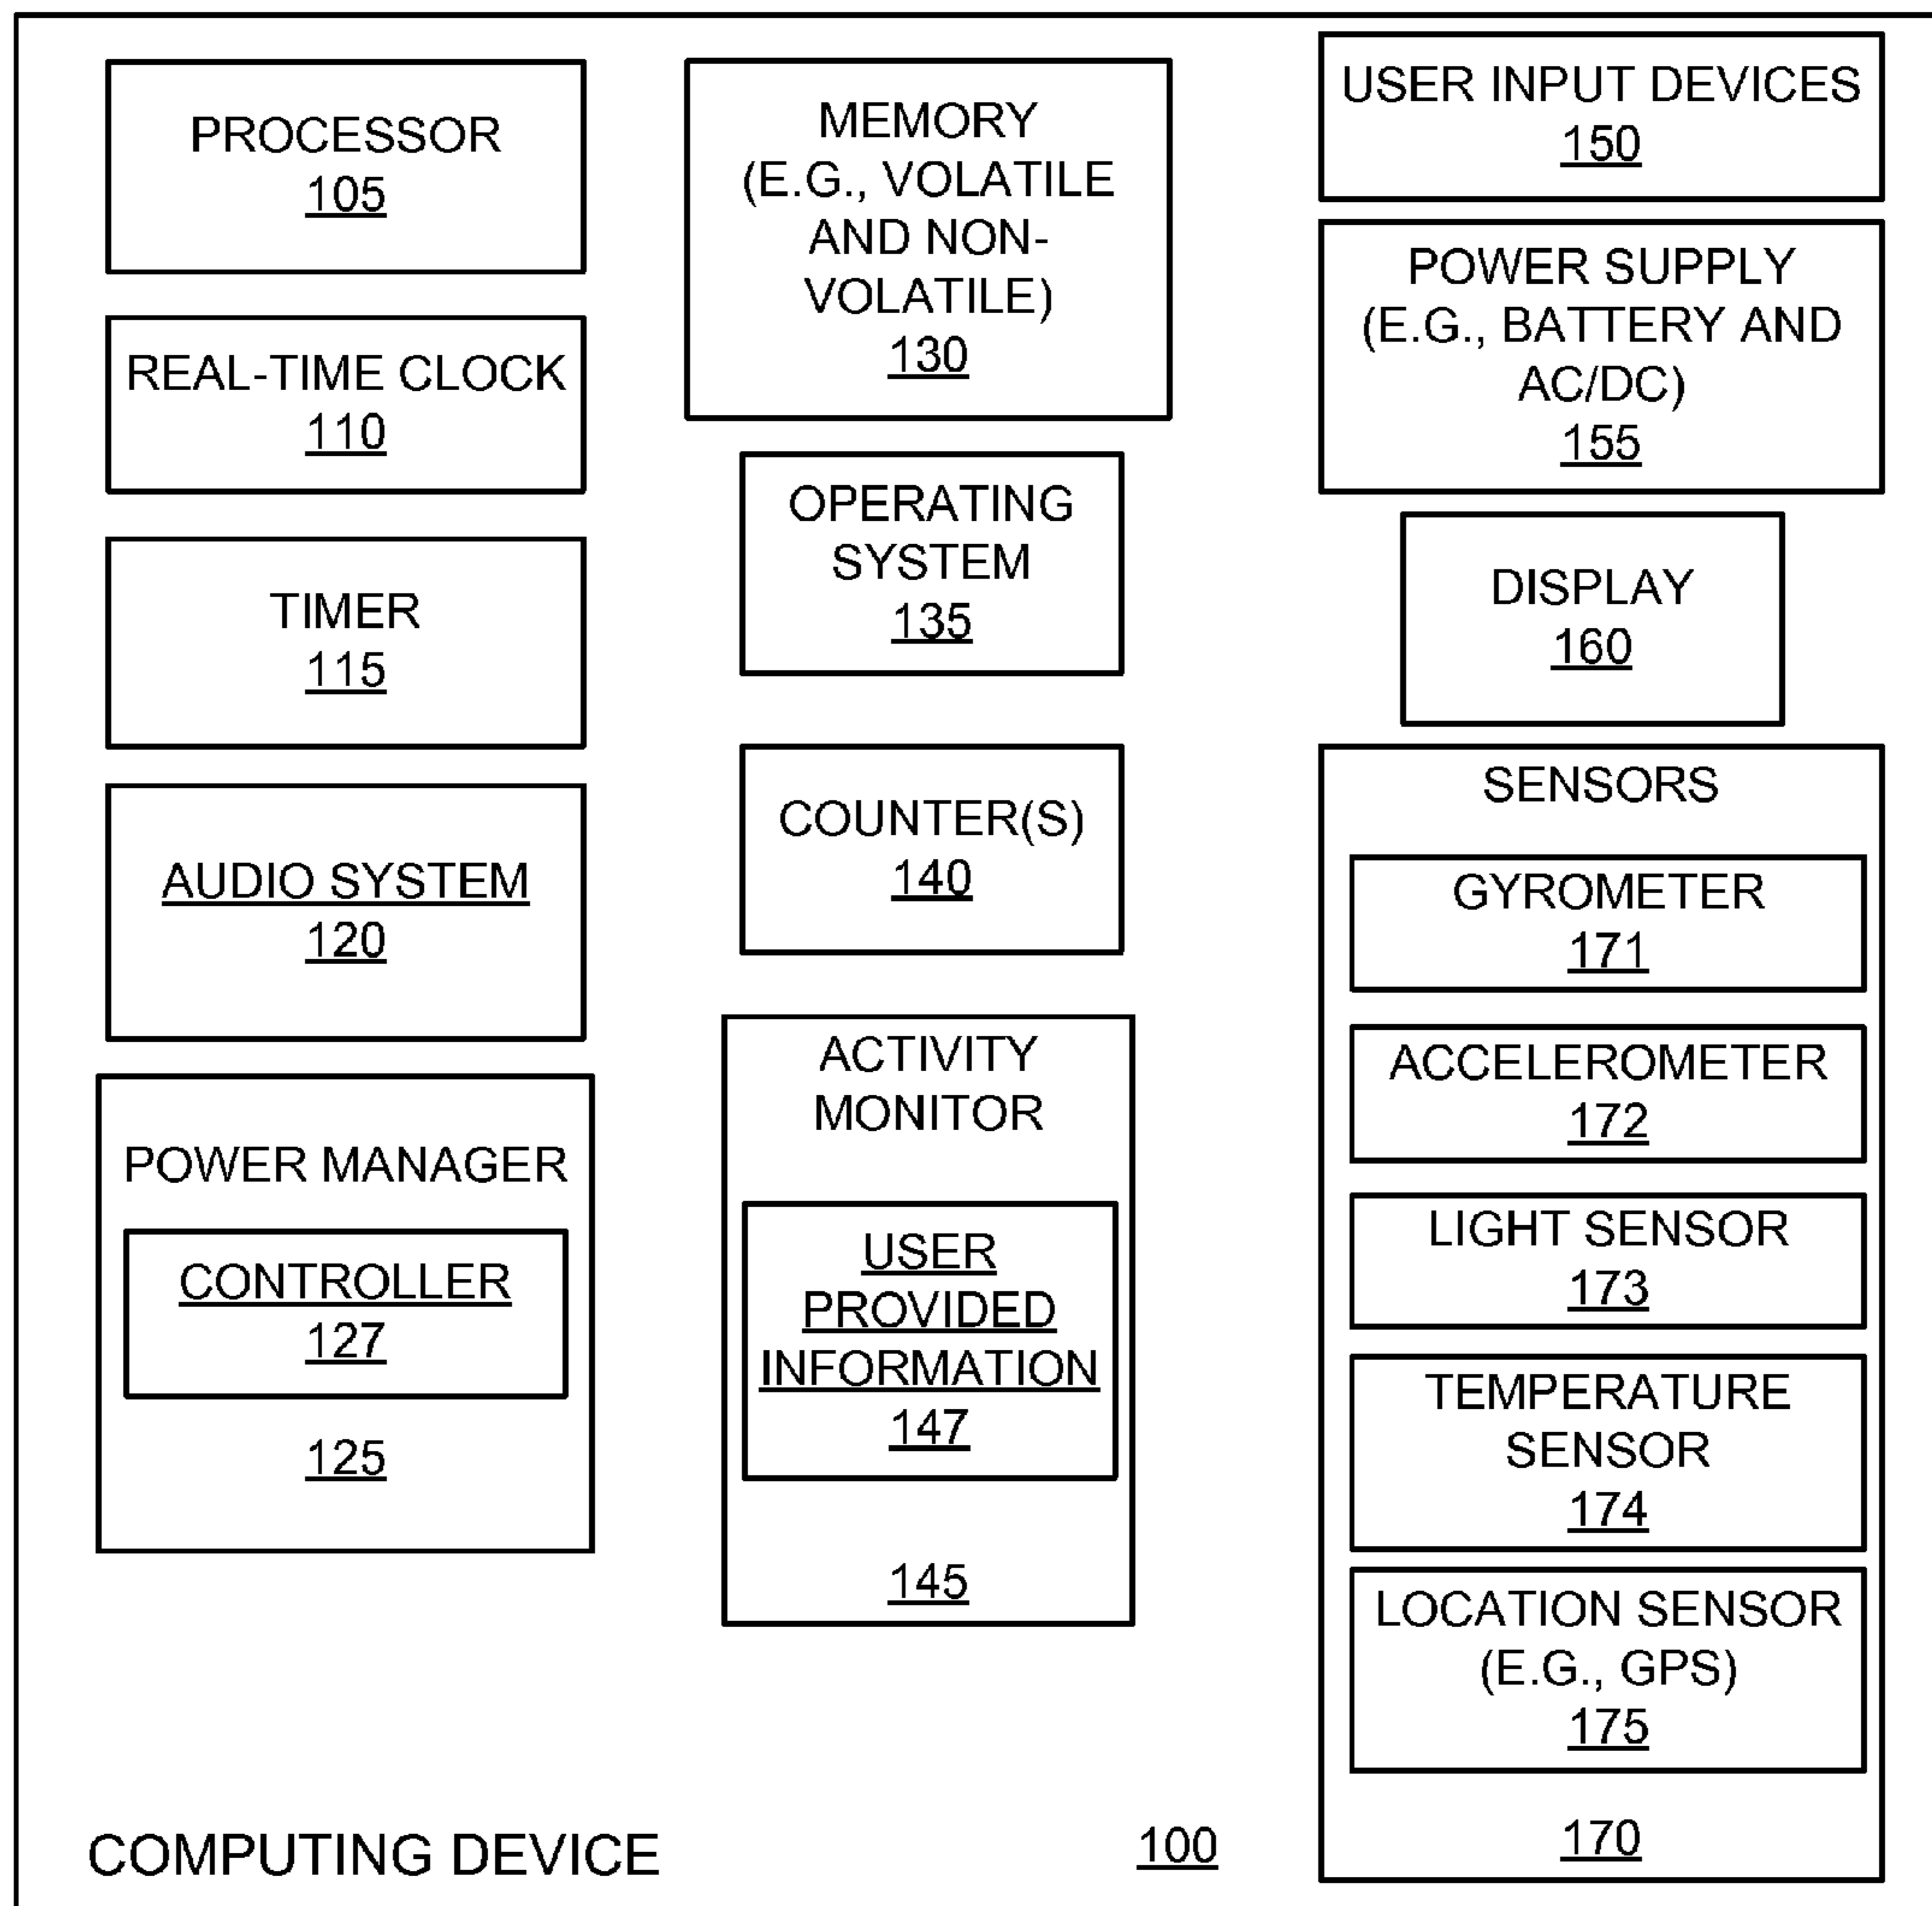 PROCESSOR
105
REAL-TIME CLOCK
110
TIMER
115
AUDIO SYSTEM
120
POWER MANAGER
CONTROLLER
127
125
MEMORY
(E.G., VOLATILE
AND NON-
VOLATILE)
130
OPERATING
SYSTEM
135
COUNTER(S)
140
ACTIVITY
MONITOR
USER
PROVIDED
INFORMATION
147
145
USER INPUT DEVICES
150
POWER SUPPLY
(E.G., BATTERY AND
AC/DC)
155
DISPLAY
160
SENSORS
GYROMETER
171
ACCELEROMETER
172
LIGHT SENSOR
173
TEMPERATURE
SENSOR
174
LOCATION SENSOR
(E.G., GPS)
175
170
COMPUTING DEVICE
100